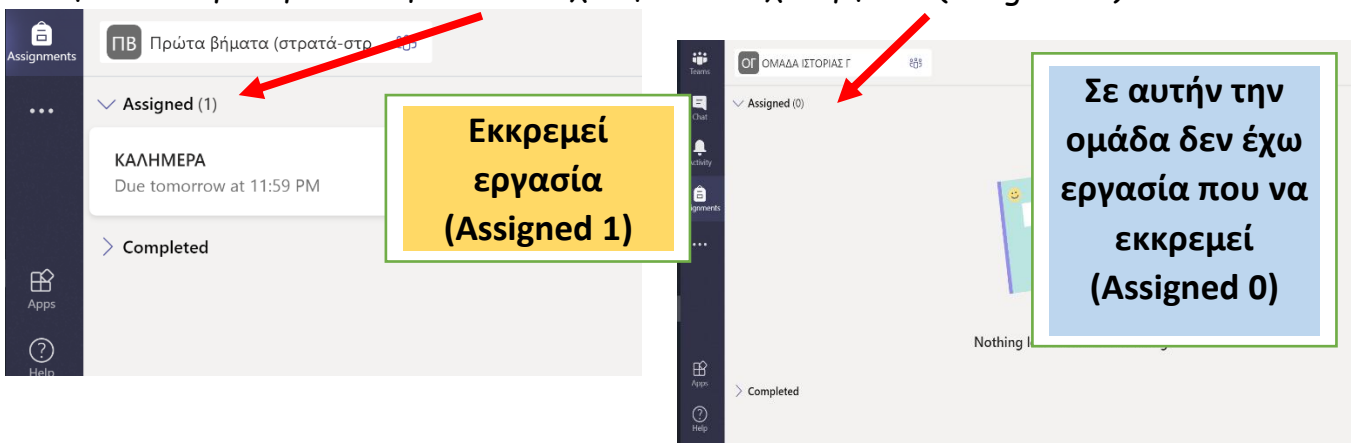 Assignments
ΠΒ Πρώτα βήματα (στρατά-στρ
Assigned (1)
ΚΑΛΗΜΕΡΑ
Due tomorrow at 11:59 PM
Completed
Apps
Help
Εκκρεμεί
εργασία
(Assigned 1)
Teams
ΟΓ ΟΜΑΔΑ ΙΣΤΟΡΙΑΣ Γ
Assigned (0)
Chat
Nothing
Completed
Apps
Help
Σε αυτήν την
ομάδα δεν έχω
εργασία που να
εκκρεμεί
(Assigned 0)